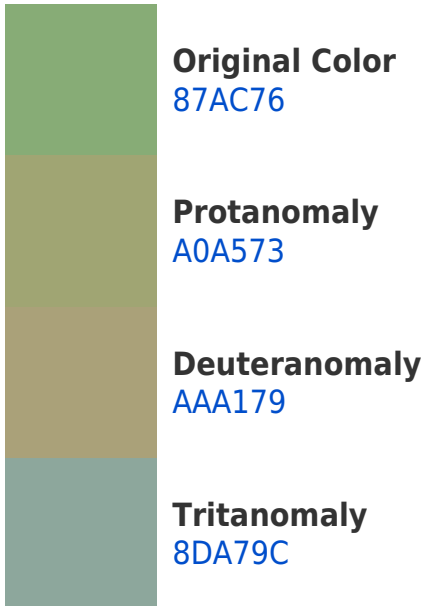 Original Color
87AC76
Protanomaly
A0A573
Deuteranomaly
AAA179
Tritanomaly
8DA79C